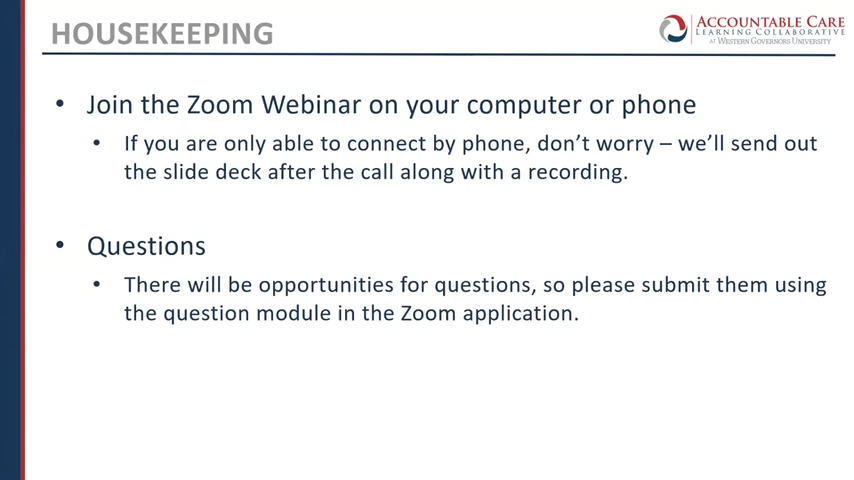 HOUSEKEEPING
ACCOUNTABLE CARE
LEARNING COLLABORATIVE
AT WESTERN GOVERNORS UNIVERSITY
• Join the Zoom Webinar on your computer or phone
• If you are only able to connect by phone, don’t worry – we’ll send out
the slide deck after the call along with a recording.
• Questions
• There will be opportunities for questions, so please submit them using
the question module in the Zoom application.